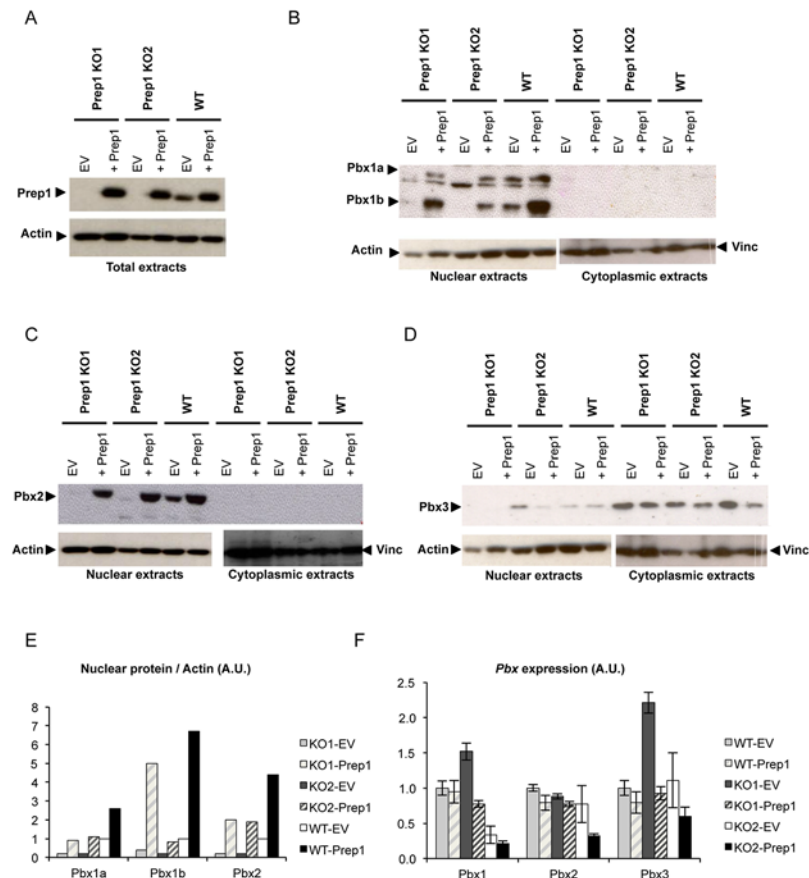 A
Prep1 KO1
Prep1 KO2
WT
EV
+ Prep1
EV
+ Prep1
EV
+ Prep1
Prep1
Actin
Total extracts
B
Prep1 KO1
Prep1 KO2
WT
Prep1 KO1
Prep1 KO2
WT
EV
+ Prep1
EV
+ Prep1
EV
+ Prep1
EV
+ Prep1
EV
+ Prep1
EV
+ Prep1
Pbx1a
Pbx1b
Actin
Vinc
Nuclear extracts
Cytoplasmic extracts
C
Prep1 KO1
Prep1 KO2
WT
Prep1 KO1
Prep1 KO2
WT
EV
+ Prep1
EV
+ Prep1
EV
+ Prep1
EV
+ Prep1
EV
+ Prep1
EV
+ Prep1
Pbx2
Actin
Vinc
Nuclear extracts
Cytoplasmic extracts
D
Prep1 KO1
Prep1 KO2
WT
Prep1 KO1
Prep1 KO2
WT
EV
+ Prep1
EV
+ Prep1
EV
+ Prep1
EV
+ Prep1
EV
+ Prep1
EV
+ Prep1
Pbx3
Actin
Vinc
Nuclear extracts
Cytoplasmic extracts
E
Nuclear protein / Actin (A.U.)
8
7
6
5
4
3
2
1
0
Pbx1a
Pbx1b
Pbx2
KO1-EV
KO1-Prep1
KO2-EV
KO2-Prep1
WT-EV
WT-Prep1
F
Pbx expression (A.U.)
2.5
2.0
1.5
1.0
0.5
0.0
Pbx1
Pbx2
Pbx3
WT-EV
WT-Prep1
KO1-EV
KO1-Prep1
KO2-EV
KO2-Prep1